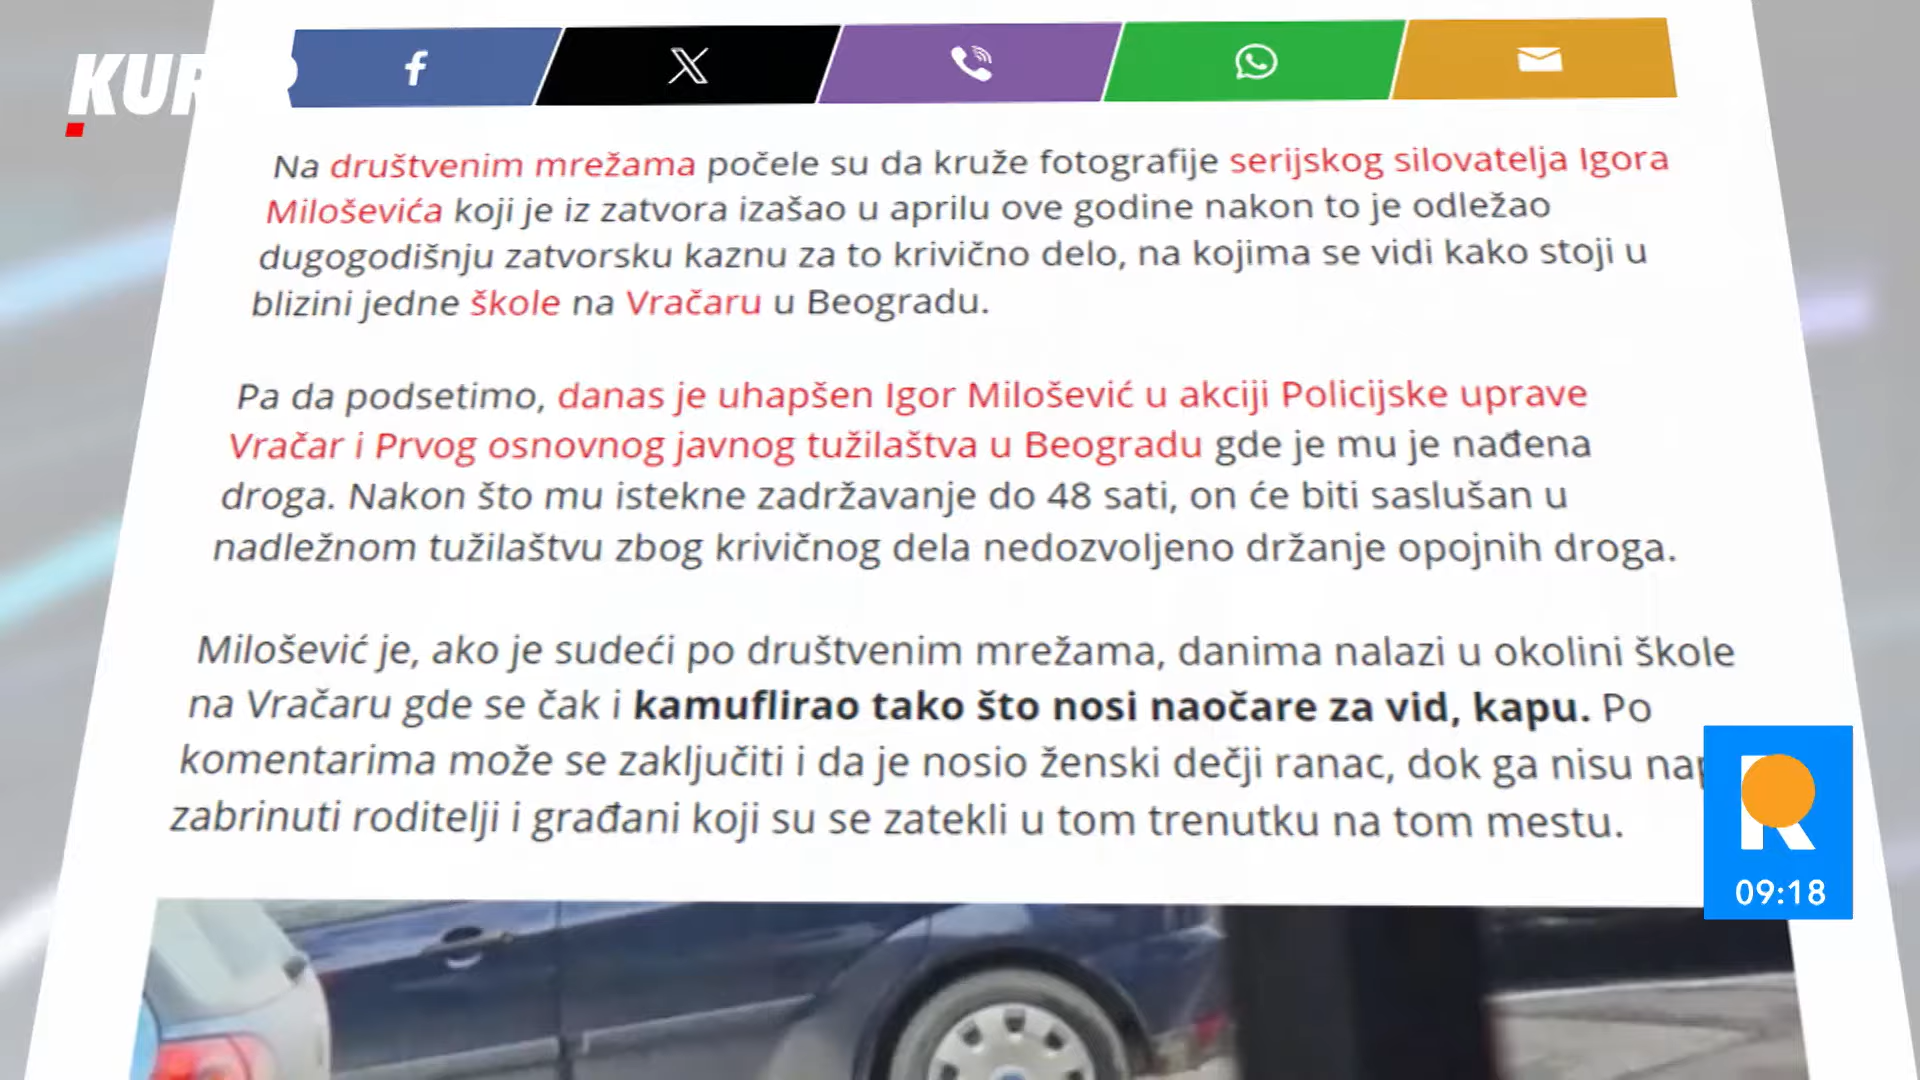 Na društvenim mrežama počele su da kruže fotografije serijskog silovatelja Igora
Miloševića koji je iz zatvora izašao u aprilu ove godine nakon to je odležao
dugogodišnju zatvorsku kaznu za to krivično delo, na kojima se vidi kako stoji u
blizini jedne škole na Vračaru u Beogradu.
Pa da podsetimo, danas je uhapšen Igor Milošević u akciji Policijske uprave
Vračar i Prvog osnovnog javnog tužilaštva u Beogradu gde je mu je nađena
droga. Nakon što mu istekne zadržavanje do 48 sati, on će biti saslušan u
nadležnom tužilaštvu zbog krivičnog dela nedozvoljeno držanje opojnih droga.
Milošević je, ako je sudeći po društvenim mrežama, danima nalazi u okolini škole
na Vračaru gde se čak i kamuflirao tako što nosi naočare za vid, kapu. Po
komentarima može se zaključiti i da je nosio ženski dečji ranac, dok ga nisu
zabrinuti roditelji i građani koji su se zatekli u tom trenutku na tom mestu.
R
09:18